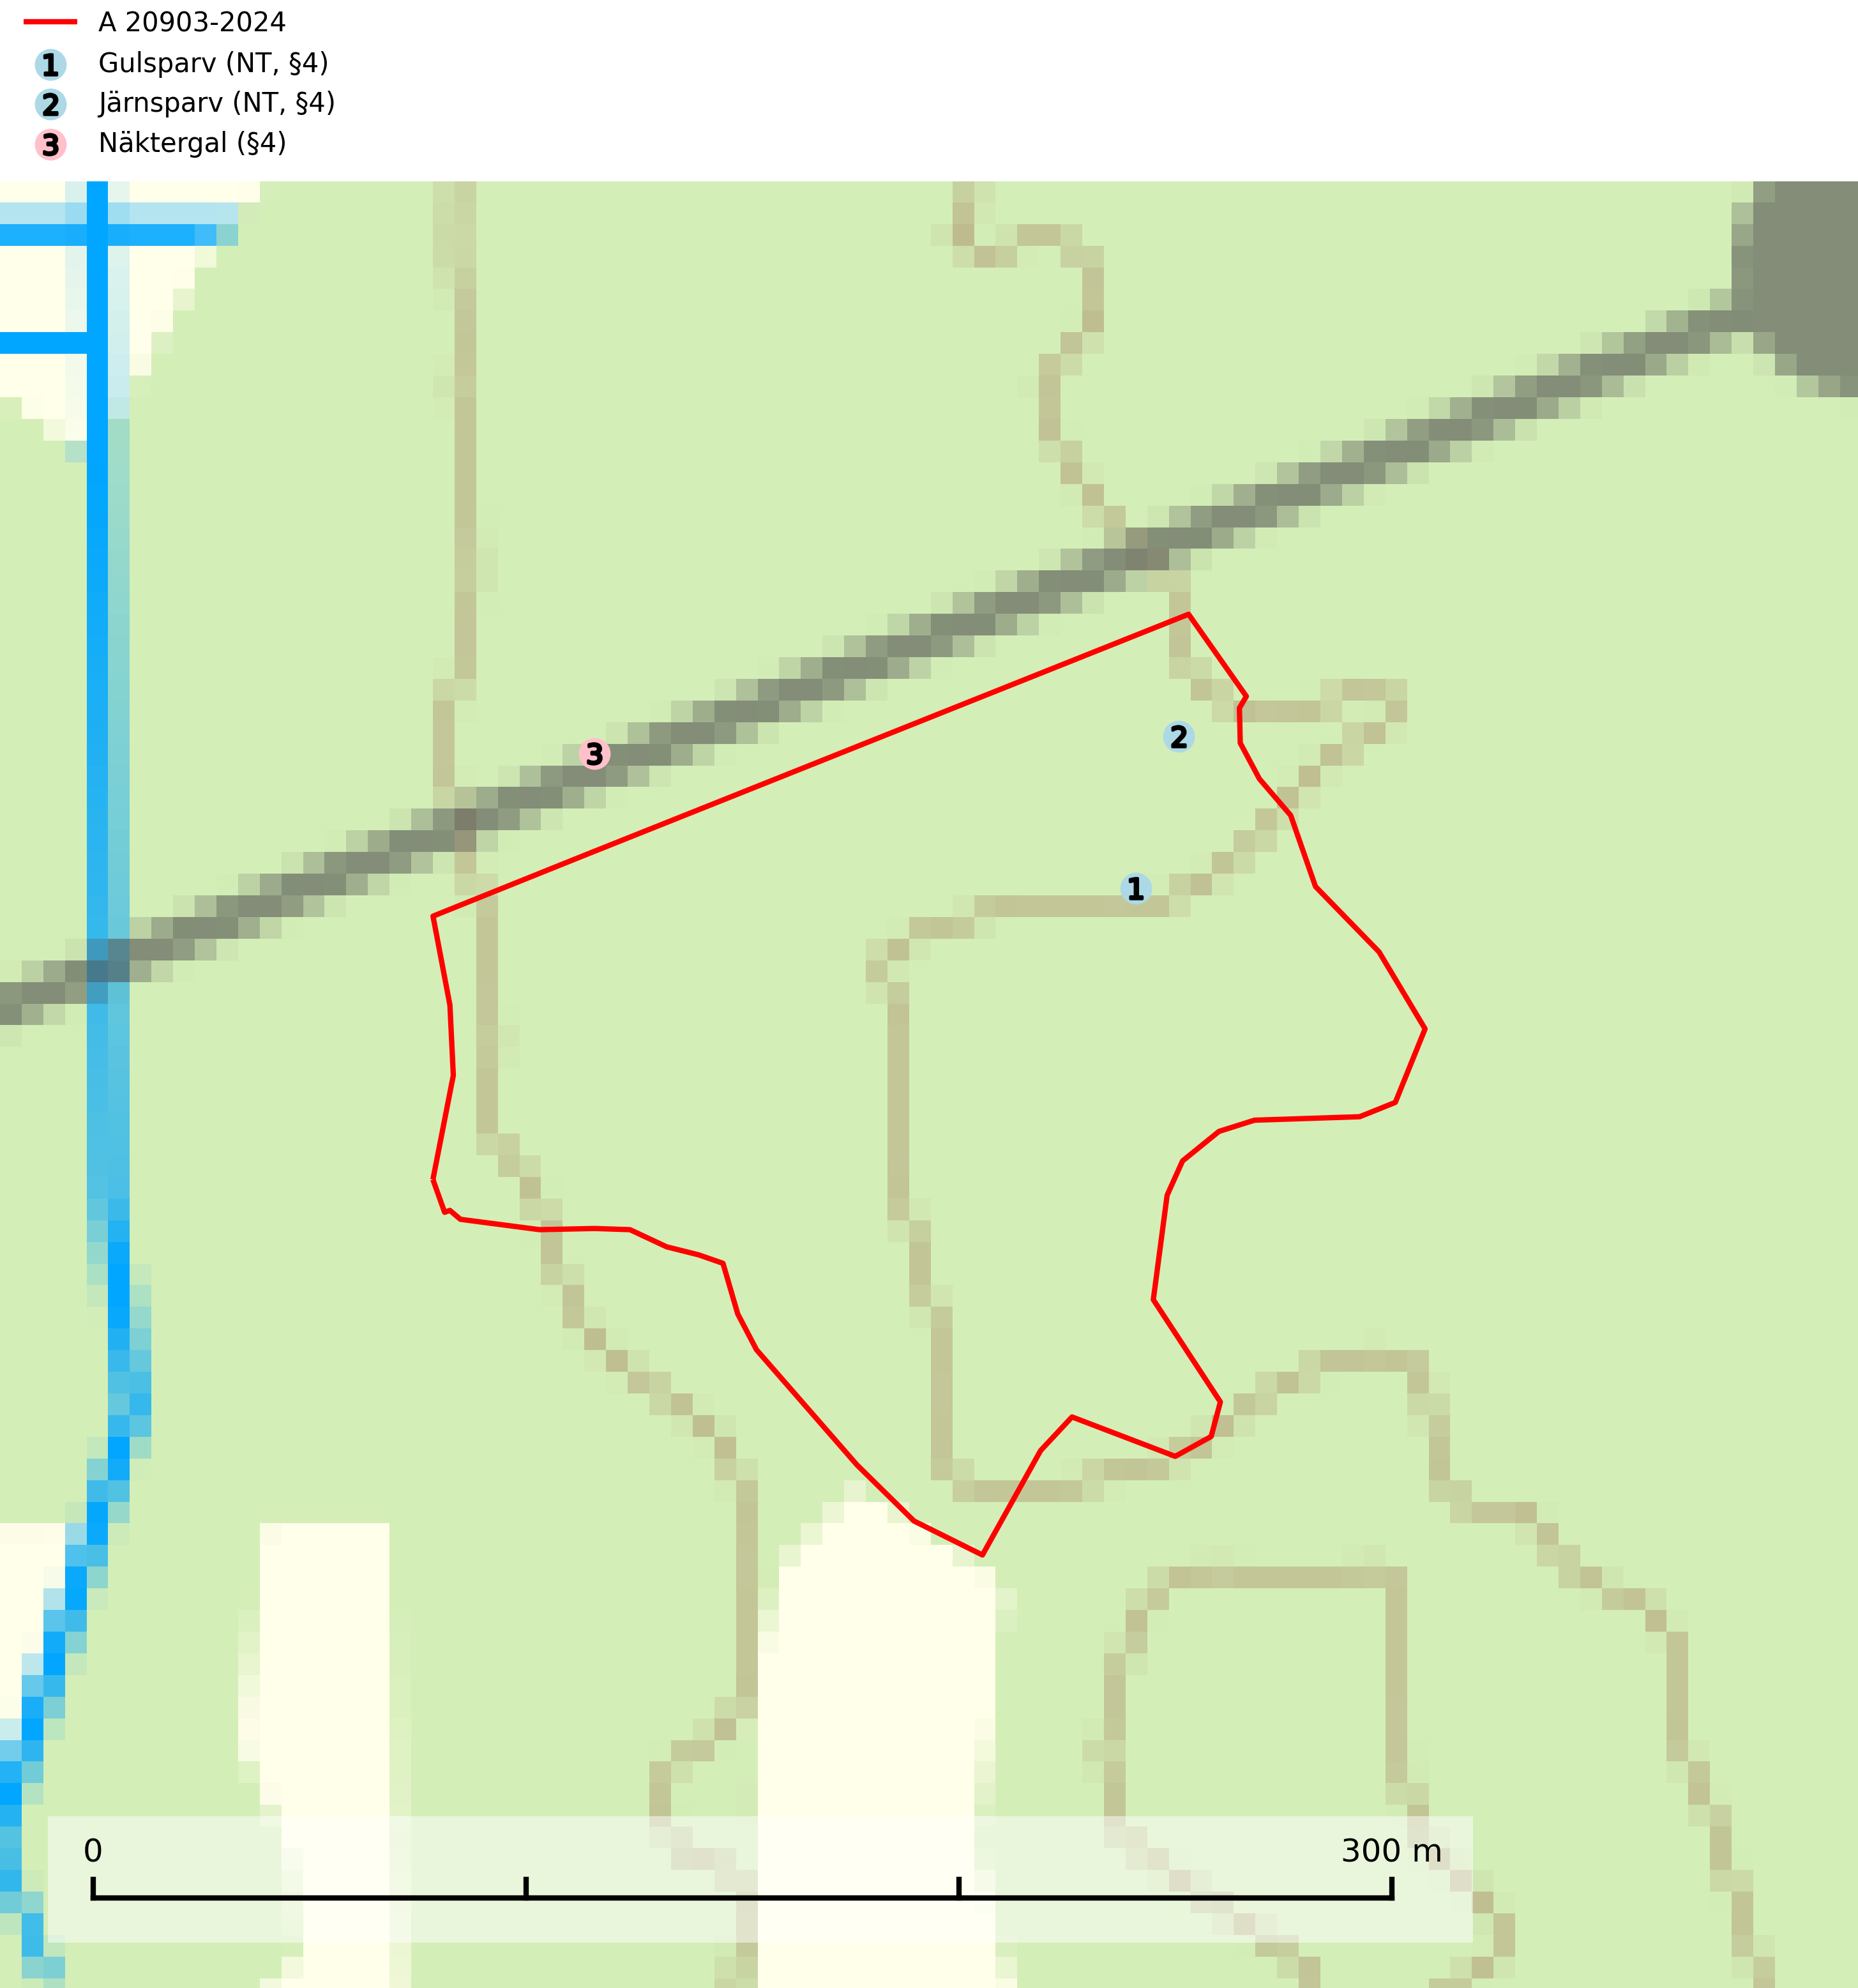 A 20903-2024
1 Gulsparv (NT, §4)
2 Järnsparv (NT, §4)
3 Näktergal (§4)
3
2
1
0 300 m